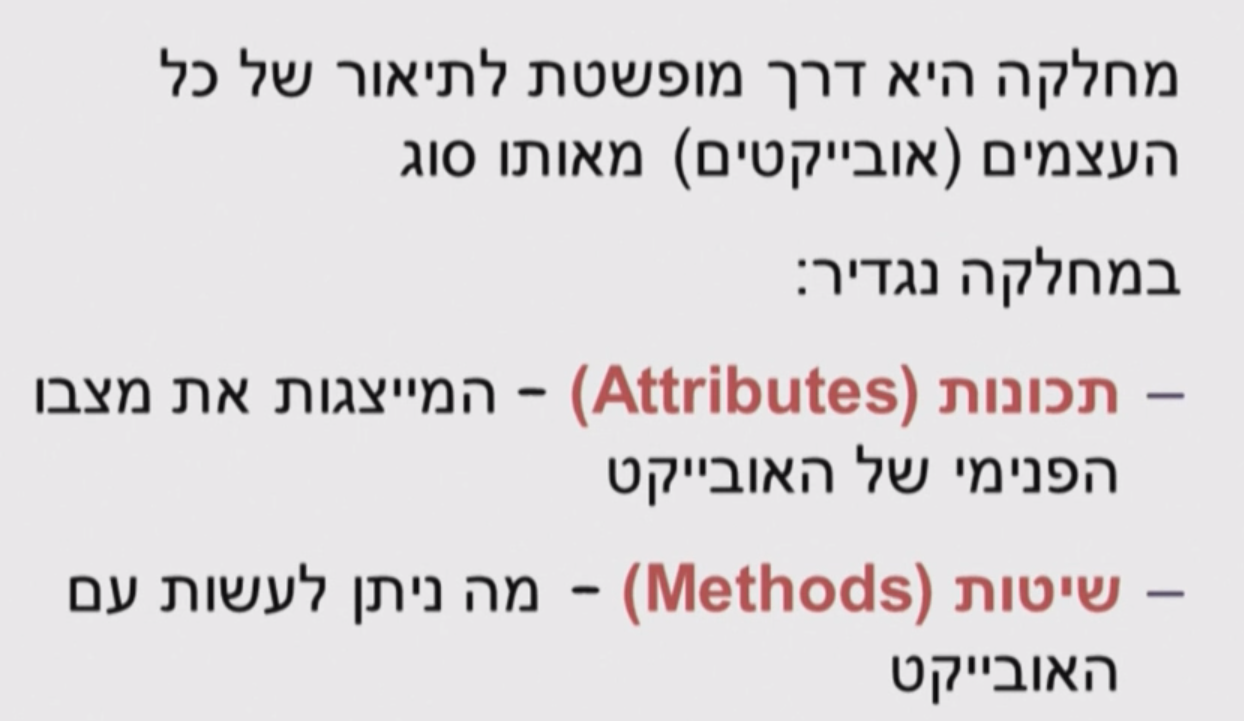 מחלקה היא דרך מופשטת לתיאור של כל
העצמים (אובייקטים) מאותו סוג
במחלקה נגדיר:
– תכונות (Attributes) – המייצגות את מצבו
הפנימי של האובייקט
– שיטות (Methods) – מה ניתן לעשות עם
האובייקט